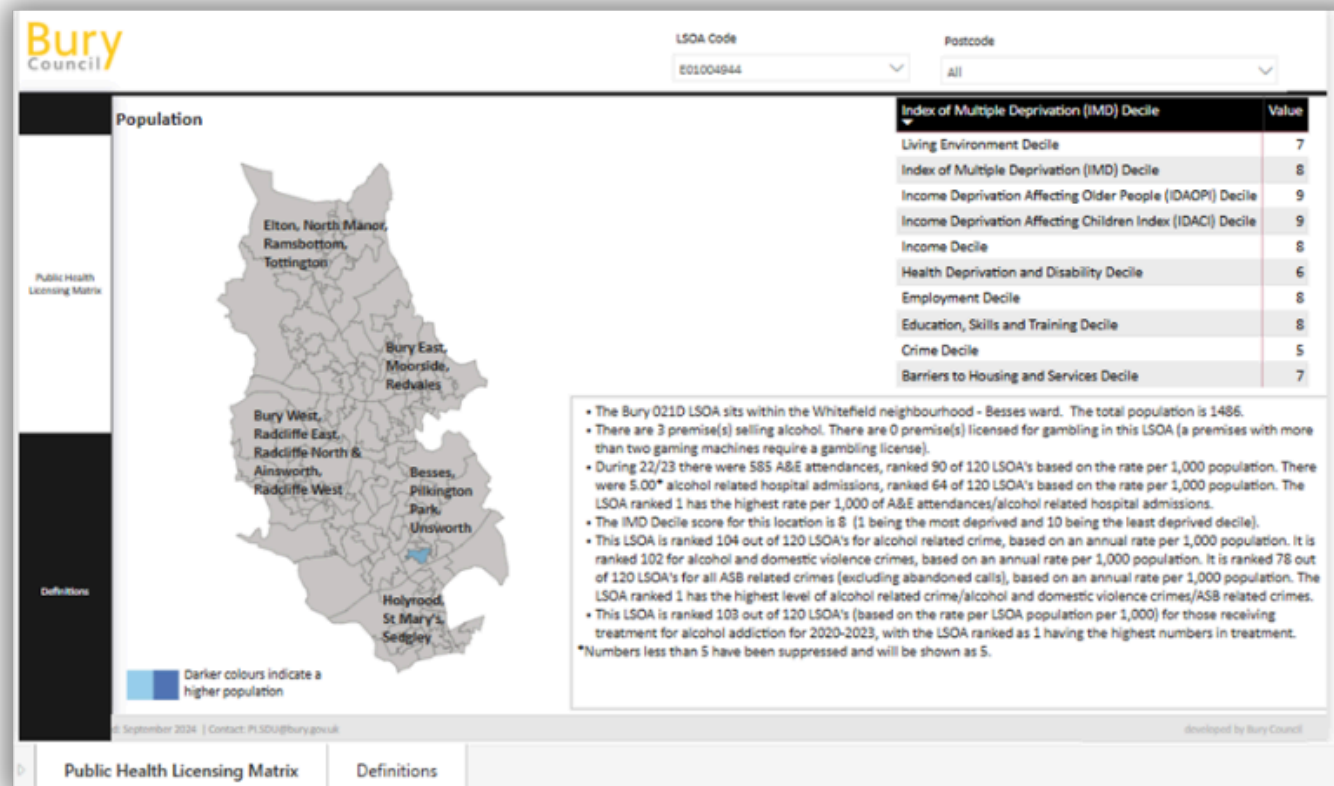 Bury
Council
LSOA Code
E01004944
Postcode
All
Public Health
Licensing Matrix
Definitions
Population
Elton, North Manor,
Ramsbottom,
Tottington
Bury East,
Moorside,
Redvales
Bury West,
Radcliffe East,
Radcliffe North &
Ainsworth,
Radcliffe West
Besses,
Pilkington
Park,
Unsworth
Holyrood,
St Mary's,
Sedgley
Darker colours indicate a
higher population
Index of Multiple Deprivation (IMD) Decile Value
Living Environment Decile 7
Index of Multiple Deprivation (IMD) Decile 8
Income Deprivation Affecting Older People (IDAOPI) Decile 9
Income Deprivation Affecting Children Index (IDACI) Decile 9
Income Decile 8
Health Deprivation and Disability Decile 6
Employment Decile 8
Education, Skills and Training Decile 8
Crime Decile 5
Barriers to Housing and Services Decile 7
• The Bury 021D LSOA sits within the Whitefield neighbourhood - Besses ward. The total population is 1486.
• There are 3 premise(s) selling alcohol. There are 0 premise(s) licensed for gambling in this LSOA (a premises with more
than two gaming machines require a gambling license).
• During 22/23 there were 585 A&E attendances, ranked 90 of 120 LSOA's based on the rate per 1,000 population. There
were 5.00* alcohol related hospital admissions, ranked 64 of 120 LSOA's based on the rate per 1,000 population. The
LSOA ranked 1 has the highest rate per 1,000 of A&E attendances/alcohol related hospital admissions.
• The IMD Decile score for this location is 8 (1 being the most deprived and 10 being the least deprived decile).
• This LSOA is ranked 104 out of 120 LSOA's for alcohol related crime, based on an annual rate per 1,000 population. It is
ranked 102 for alcohol and domestic violence crimes, based on an annual rate per 1,000 population. It is ranked 78 out
of 120 LSOA's for all ASB related crimes (excluding abandoned calls), based on an annual rate per 1,000 population. The
LSOA ranked 1 has the highest level of alcohol related crime/alcohol and domestic violence crimes/ASB related crimes.
• This LSOA is ranked 103 out of 120 LSOA's (based on the rate per LSOA population per 1,000) for those receiving
treatment for alcohol addiction for 2020-2023, with the LSOA ranked as 1 having the highest numbers in treatment.
*Numbers less than 5 have been suppressed and will be shown as 5.
d: September 2024 | Contact: PI.SDU@bury.gov.uk
developed by Bury Council
Public Health Licensing Matrix
Definitions